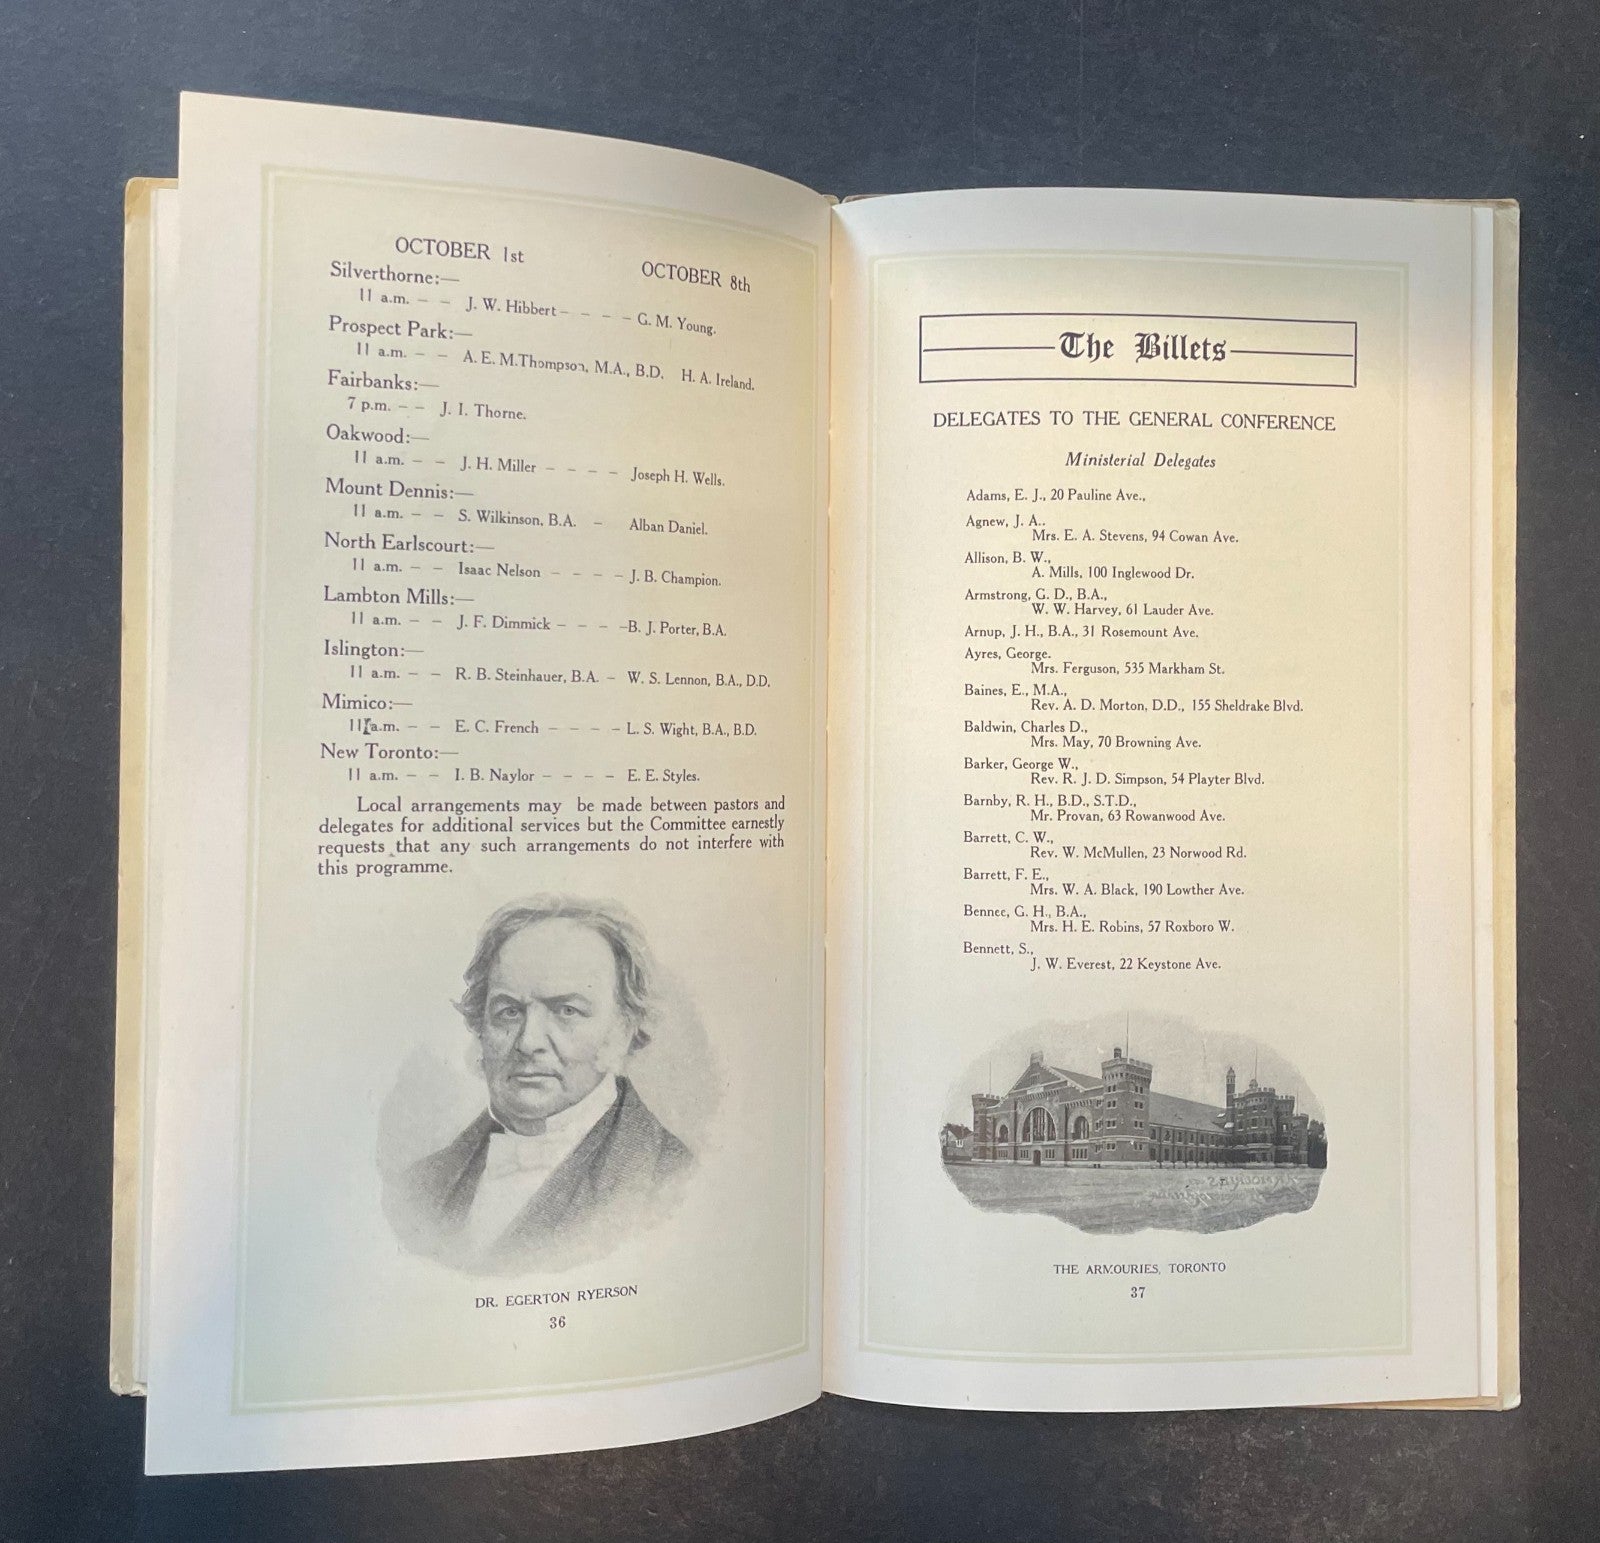 OCTOBER 1st OCTOBER 8th
Silverthorne:—
11 a.m. – – J. W. Hibbert – – – – G. M. Young.
Prospect Park:—
11 a.m. – – A. E. M. Thompson, M.A., B.D. H. A. Ireland.
Fairbanks:—
7 p.m. – – J. I. Thorne.
Oakwood:—
11 a.m. – – J. H. Miller – – – – Joseph H. Wells.
Mount Dennis:—
11 a.m. – – S. Wilkinson, B.A. – Alban Daniel.
North Earlscourt:—
11 a.m. – – Isaac Nelson – – – – J. B. Champion.
Lambton Mills:—
11 a.m. – – J. F. Dimmick – – – –B. J. Porter, B.A.
Islington:—
11 a.m. – – R. B. Steinhauer, B.A. – W. S. Lennon, B.A., D.D.
Mimico:—
11 a.m. – – E. C. French – – – – L. S. Wight, B.A., B.D.
New Toronto:—
11 a.m. – – I. B. Naylor – – – – E. E. Styles.
Local arrangements may be made between pastors and
delegates for additional services but the Committee earnestly
requests that any such arrangements do not interfere with
this programme.
DR. EGERTON RYERSON
36
The Billets
DELEGATES TO THE GENERAL CONFERENCE
Ministerial Delegates
Adams, E. J., 20 Pauline Ave.,
Agnew, J. A..
Mrs. E. A. Stevens, 94 Cowan Ave.
Allison, B. W.,
A. Mills, 100 Inglewood Dr.
Armstrong, G. D., B.A.,
W. W. Harvey, 61 Lauder Ave.
Arnup, J. H., B.A., 31 Rosemount Ave.
Ayres, George.
Mrs. Ferguson, 535 Markham St.
Baines, E., M.A.,
Rev. A. D. Morton, D.D., 155 Sheldrake Blvd.
Baldwin, Charles D.,
Mrs. May, 70 Browning Ave.
Barker, George W.,
Rev. R. J. D. Simpson, 54 Playter Blvd.
Barnby, R. H., B.D., S.T.D.,
Mr. Provan, 63 Rowanwood Ave.
Barrett, C. W.,
Rev. W. McMullen, 23 Norwood Rd.
Barrett, F. E.,
Mrs. W. A. Black, 190 Lowther Ave.
Bennee, G. H., B.A.,
Mrs. H. E. Robins, 57 Roxboro W.
Bennett, S.,
J. W. Everest, 22 Keystone Ave.
THE ARMOURIES, TORONTO
37